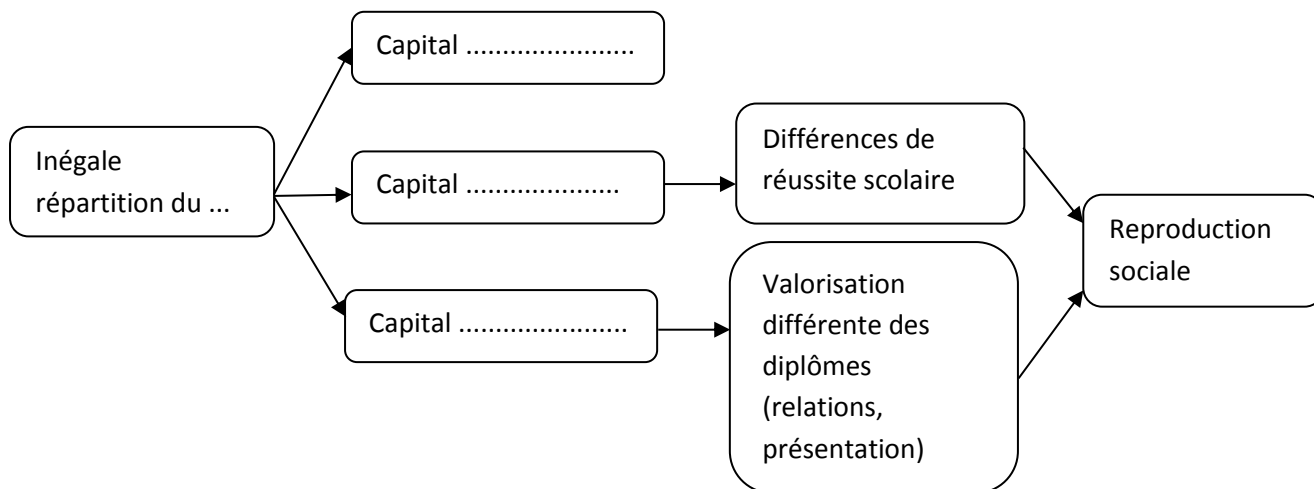 Capital .......................
Inégale
répartition du ...
Capital .....................
Capital ......................
Différences de
réussite scolaire
Valorisation
différente des
diplômes
(relations,
présentation)
Reproduction
sociale